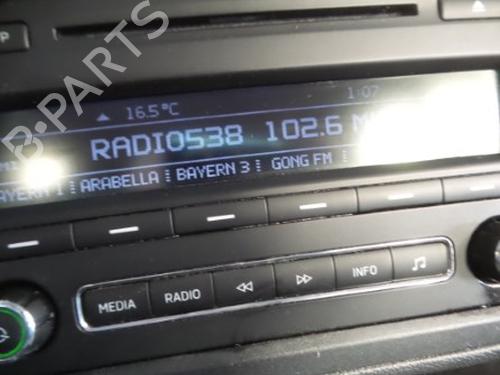 P
16.5°C 1:07
RADIO538 102.6
BAYERN 1 ARABELLA BAYERN 3 GONG FM
MEDIA RADIO INFO
B-PARTS